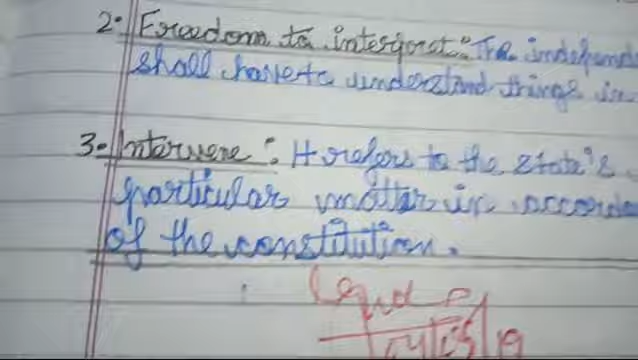 2. Freedom to interpret: The independ
shall have to understand things in
3. Intervene: It refers to the state's
particular matter in accorda
of the constitution.